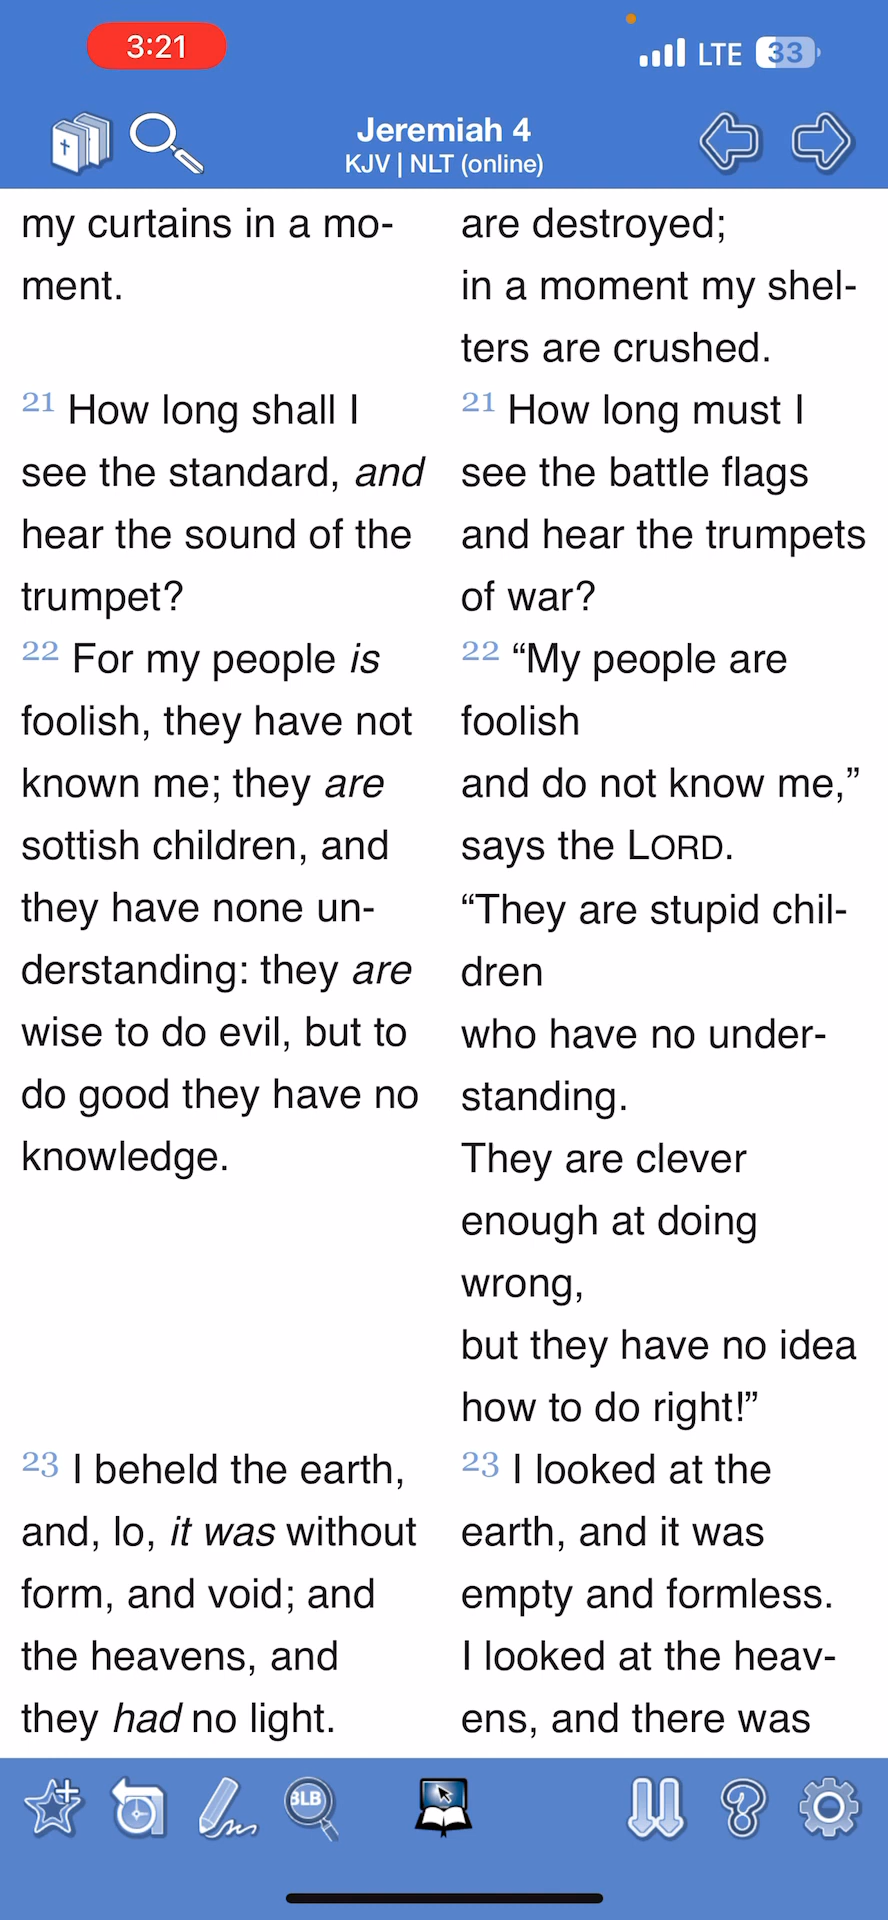 3:21
LTE 33
Jeremiah 4
KJV | NLT (online)
my curtains in a mo-
ment.
21 How long shall I
see the standard, and
hear the sound of the
trumpet?
22 For my people is
foolish, they have not
known me; they are
sottish children, and
they have none un-
derstanding: they are
wise to do evil, but to
do good they have no
knowledge.
23 I beheld the earth,
and, lo, it was without
form, and void; and
the heavens, and
they had no light.
are destroyed;
in a moment my shel-
ters are crushed.
21 How long must I
see the battle flags
and hear the trumpets
of war?
22 “My people are
foolish
and do not know me,”
says the LORD.
“They are stupid chil-
dren
who have no under-
standing.
They are clever
enough at doing
wrong,
but they have no idea
how to do right!”
23 I looked at the
earth, and it was
empty and formless.
I looked at the heav-
ens, and there was
BLB